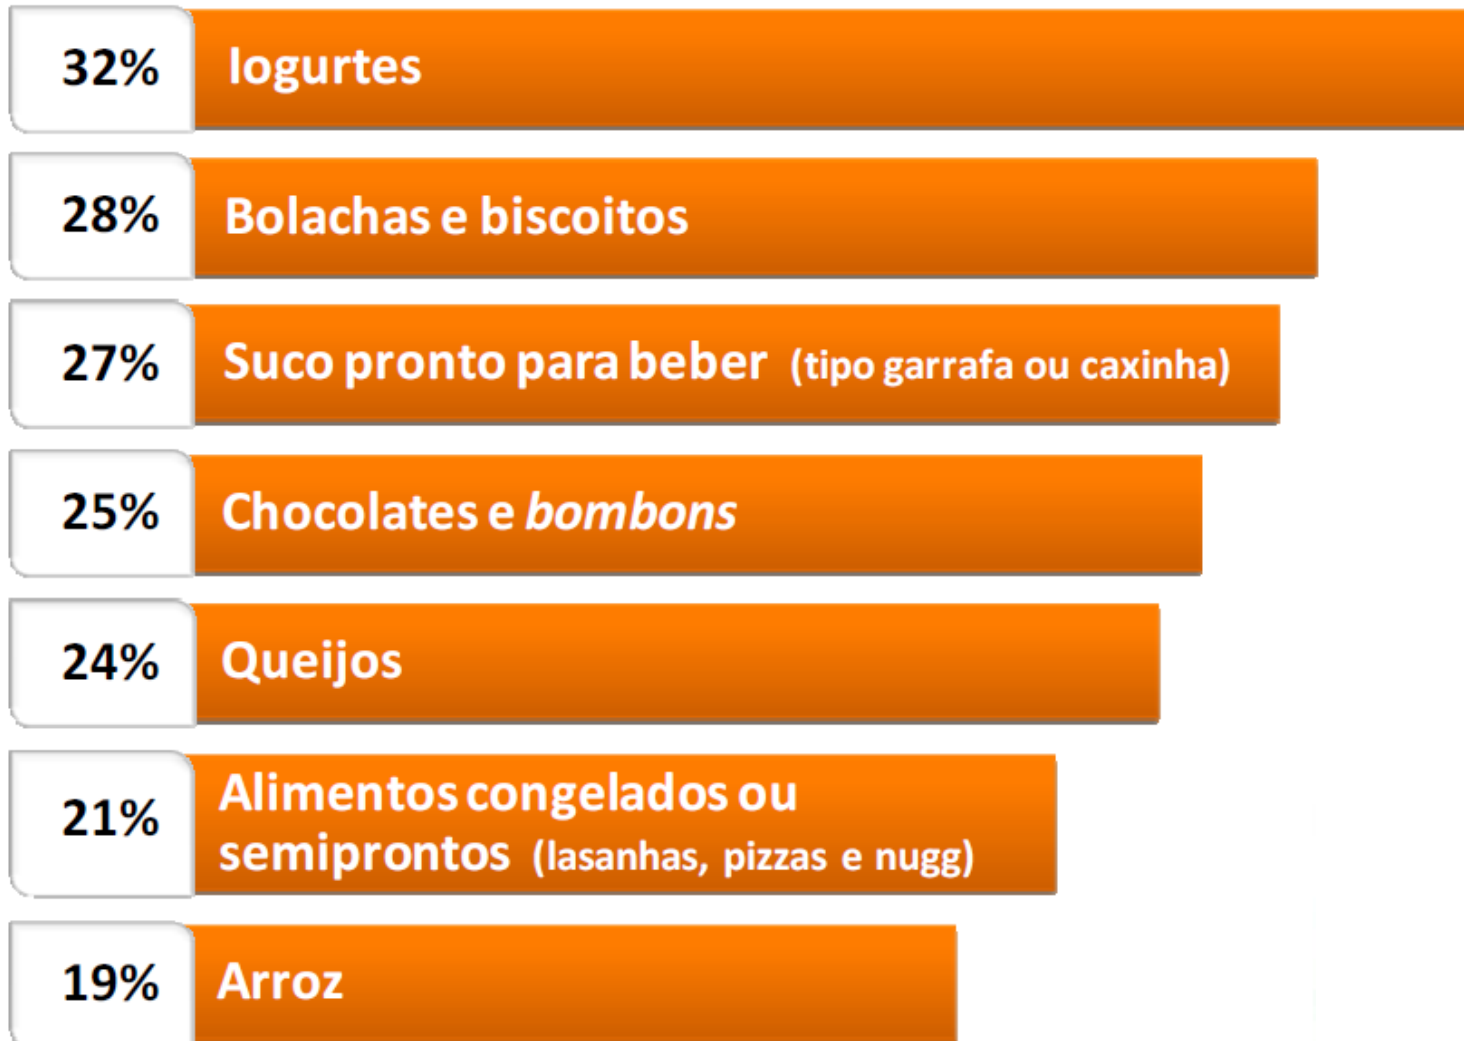 32% Iogurtes
28% Bolachas e biscoitos
27% Suco pronto para beber (tipo garrafa ou caxinha)
25% Chocolates e bombons
24% Queijos
21% Alimentos congelados ou
semiprontos (lasanhas, pizzas e nugg)
19% Arroz